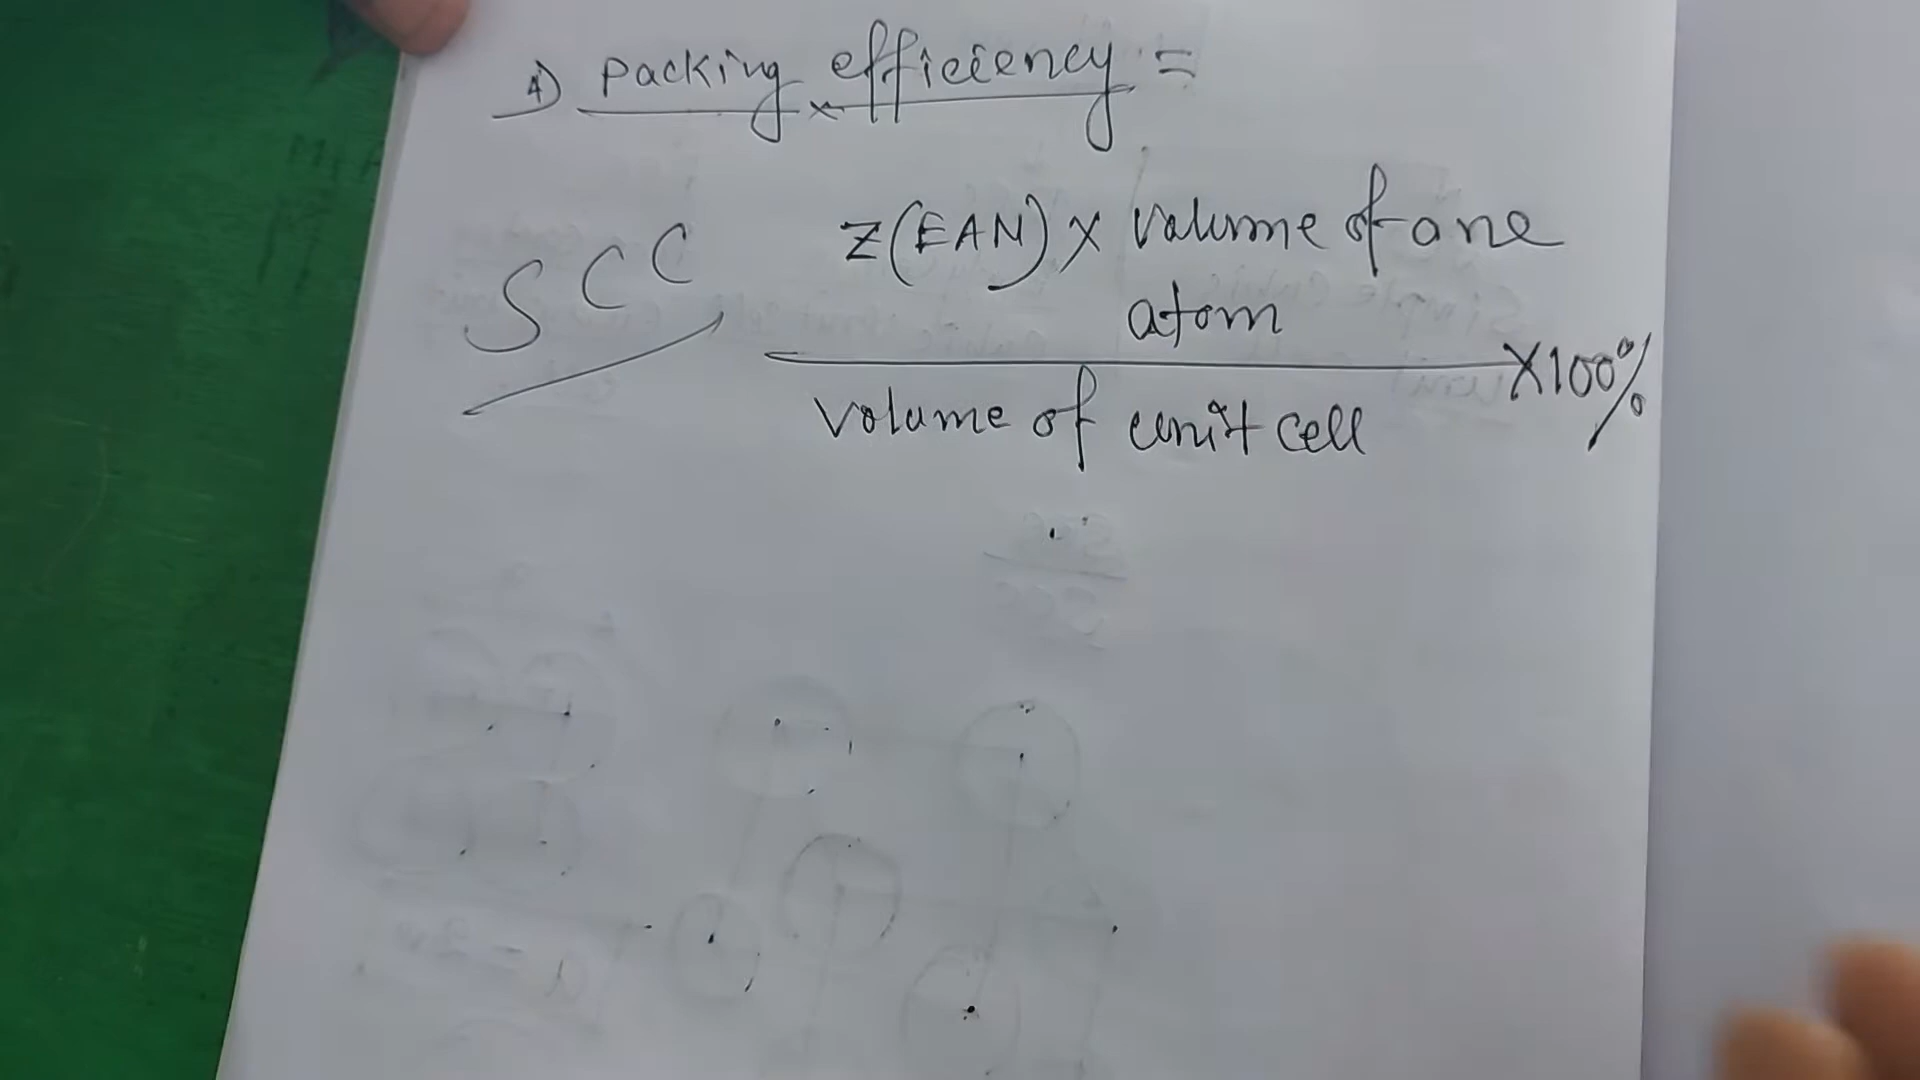 4) Packing efficiency =
SCC
Z(EAN) X volume of one
atom
X100%
volume of unit cell